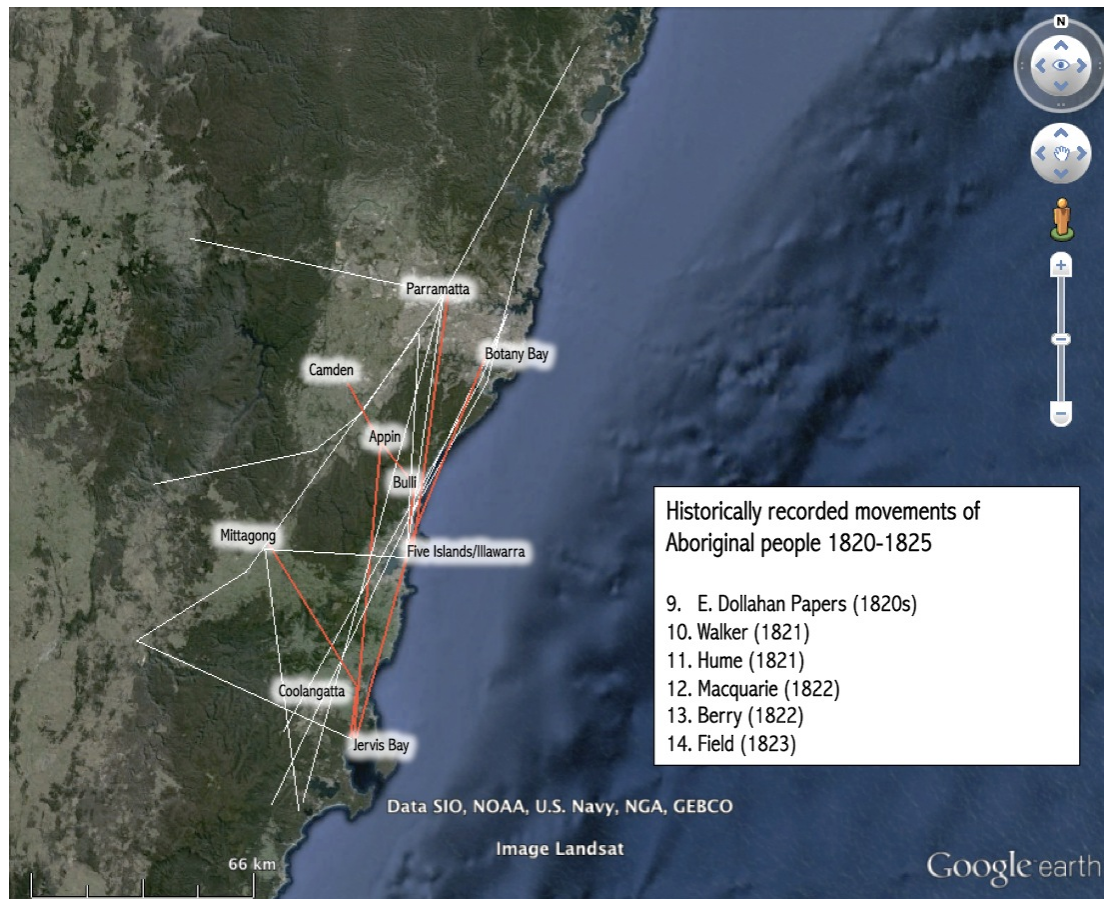 N
Parramatta
Botany Bay
Camden
Appin
Bulli
Mittagong
Five Islands/Illawarra
Coolangatta
Jervis Bay
Historically recorded movements of
Aboriginal people 1820-1825
9. E. Dollahan Papers (1820s)
10. Walker (1821)
11. Hume (1821)
12. Macquarie (1822)
13. Berry (1822)
14. Field (1823)
Data SIO, NOAA, U.S. Navy, NGA, GEBCO
Image Landsat
66 km
Google earth